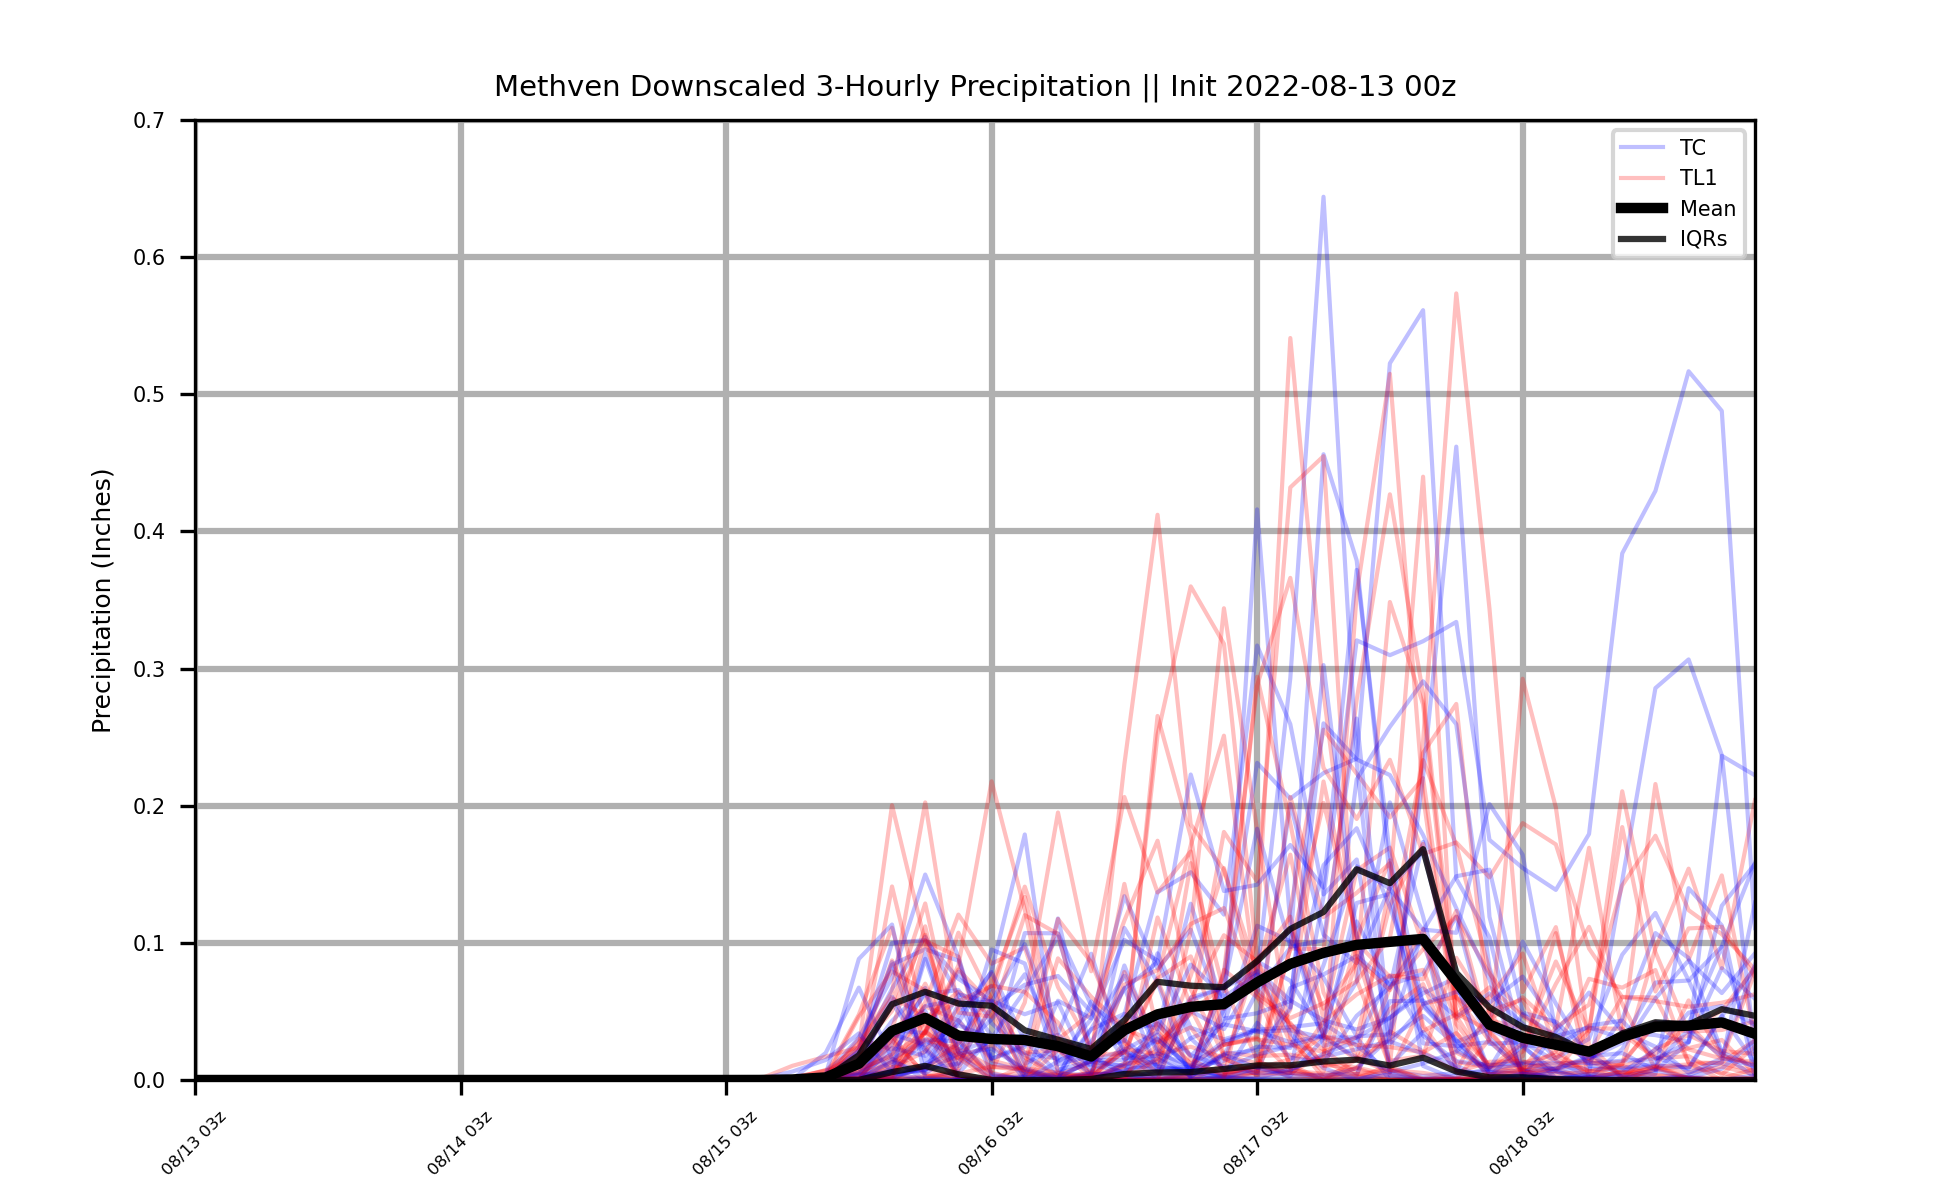 Methven Downscaled 3-Hourly Precipitation || Init 2022-08-13 00z
0.7
0.6
0.5
0.4
0.3
0.2
0.1
0.0
Precipitation (Inches)
TC
TL1
Mean
IQRs
08/13 03z
08/14 03z
08/15 03z
08/16 03z
08/17 03z
08/18 03z